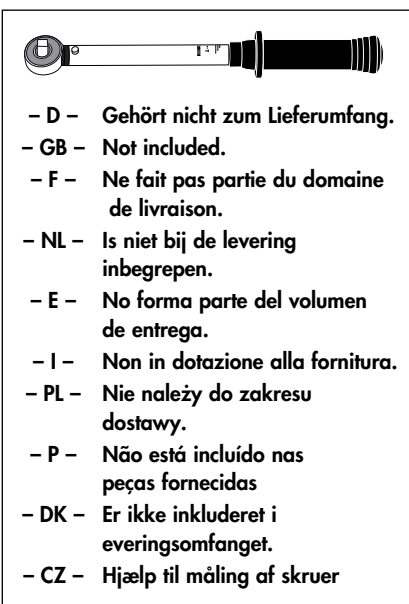 – D – Gehört nicht zum Lieferumfang.
– GB – Not included.
– F – Ne fait pas partie du domaine
de livraison.
– NL – Is niet bij de levering
inbegrepen.
– E – No forma parte del volumen
de entrega.
– I – Non in dotazione alla fornitura.
– PL – Nie należy do zakresu
dostawy.
– P – Não está incluído nas
peças fornecidas
– DK – Er ikke inkluderet i
everingsomfanget.
– CZ – Hjælp til måling af skruer